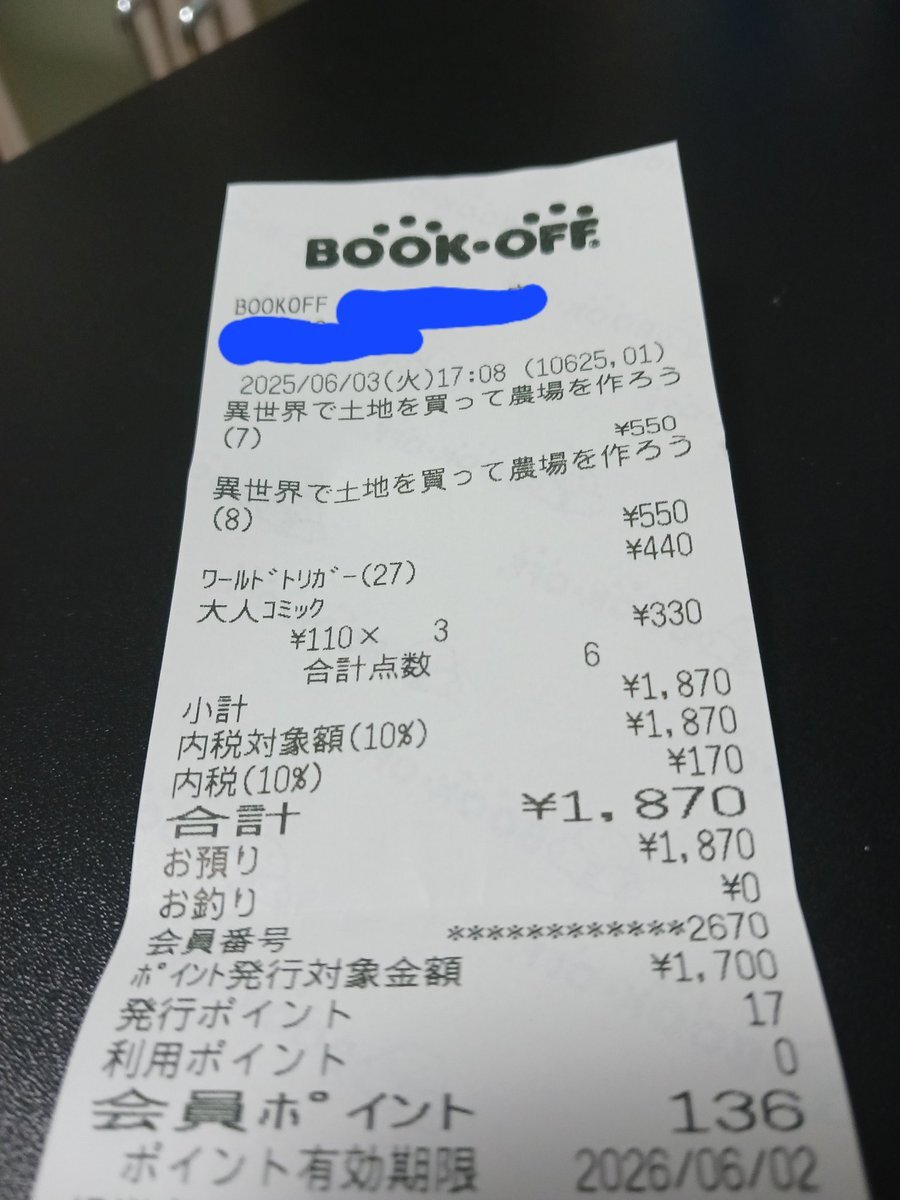 BOOK-OFF
BOOKOFF
2025/06/03(火)17:08 (10625,01)
異世界で土地を買って農場を作ろう
(7) ¥550
異世界で土地を買って農場を作ろう
(8) ¥550
ワールドトリガー(27) ¥440
大人コミック ¥330
¥110× 3
合計点数 6
小計 ¥1,870
内税対象額(10%) ¥1,870
内税(10%) ¥170
合計 ¥1,870
お預り ¥1,870
お釣り ¥0
会員番号 ************2670
ポイント発行対象金額 ¥1,700
発行ポイント 17
利用ポイント 0
会員ポイント 136
ポイント有効期限 2026/06/02